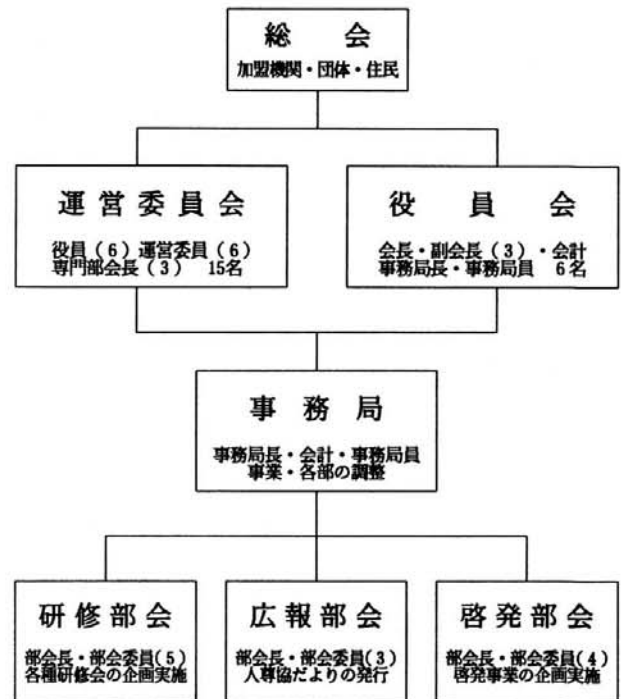 総会
加盟機関・団体・住民
運営委員会
役員(6)運営委員(6)
専門部会長(3) 15名
役員会
会長・副会長(3)・会計
事務局長・事務局員 6名
事務局
事務局長・会計・事務局員
事業・各部の調整
研修部会
部会長・部会委員(5)
各種研修会の企画実施
広報部会
部会長・部会委員(3)
人尊協だよりの発行
啓発部会
部会長・部会委員(4)
啓発事業の企画実施